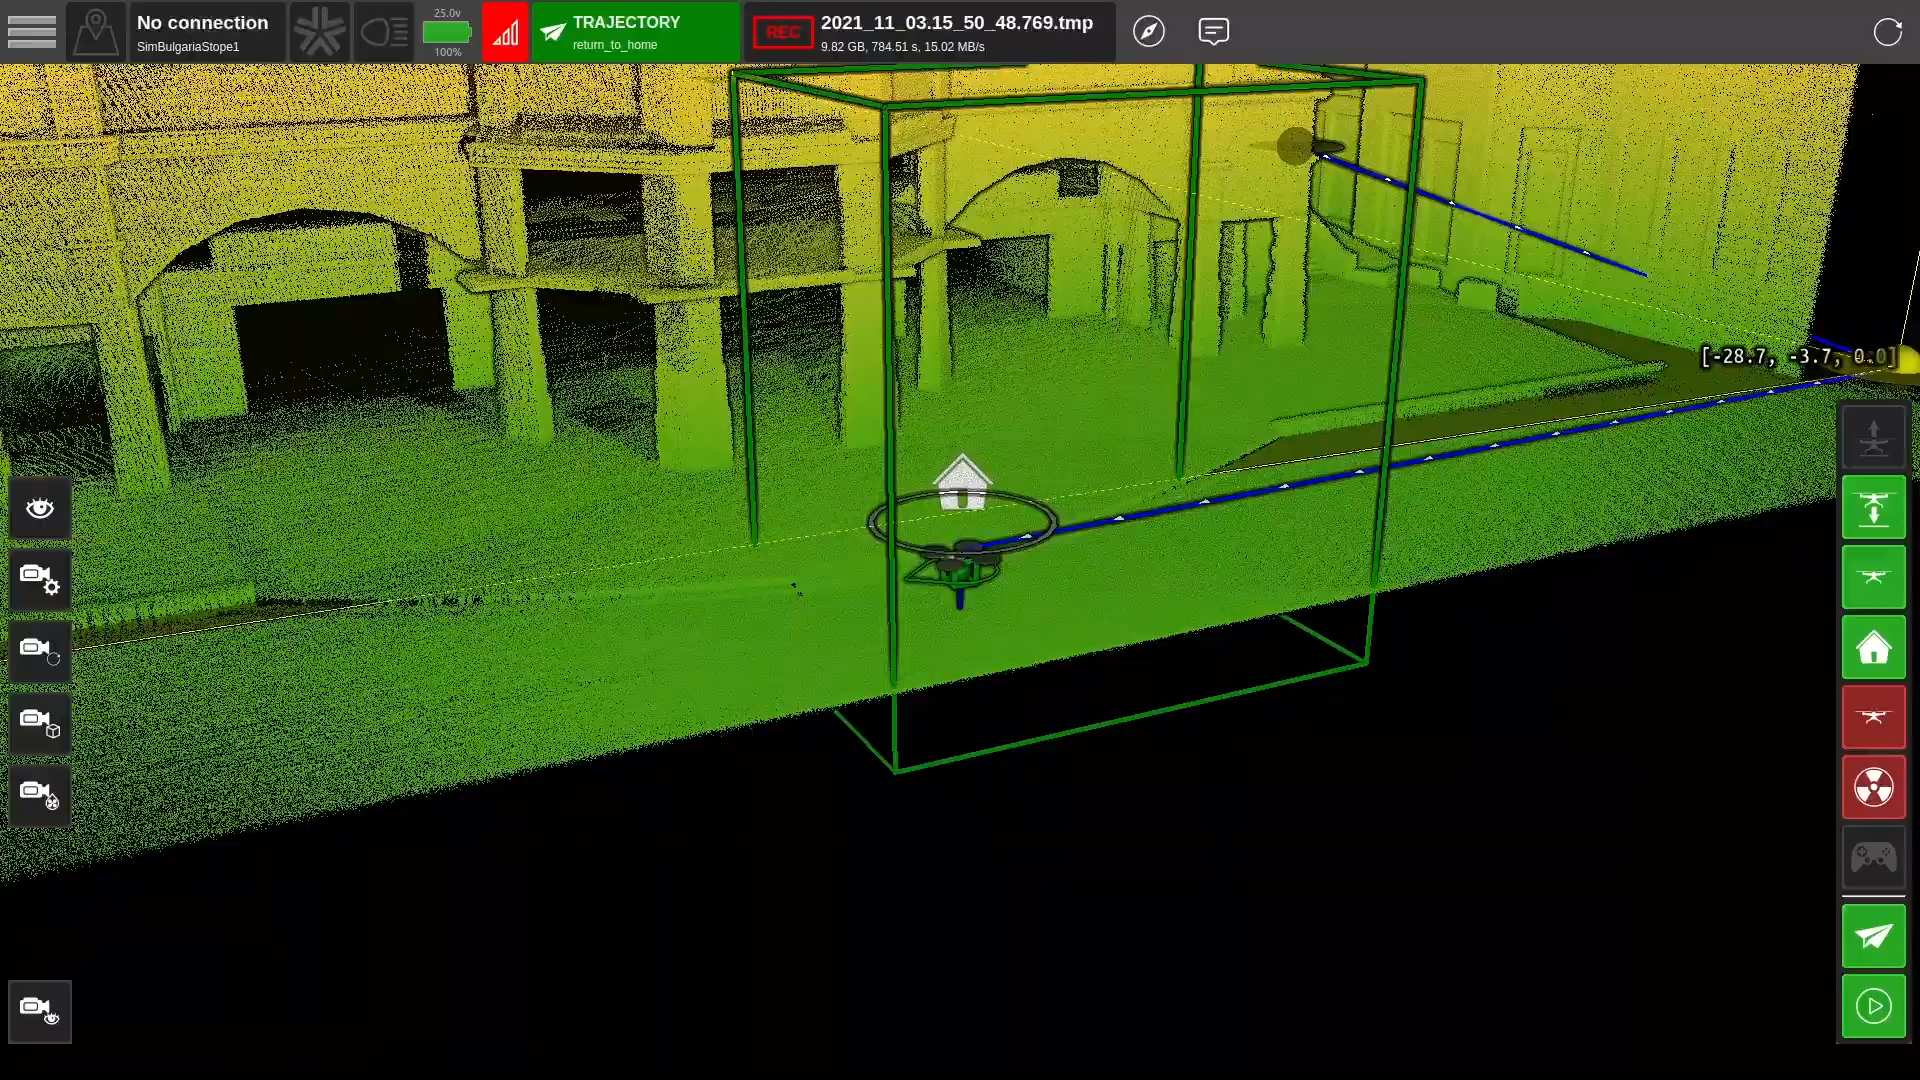 No connection
SimBulgariaStope1
25.0v
100%
TRAJECTORY
return_to_home
REC
2021_11_03.15_50_48.769.tmp
9.82 GB, 784.51 s, 15.02 MB/s
[-28.7, -3.7, 0.0]